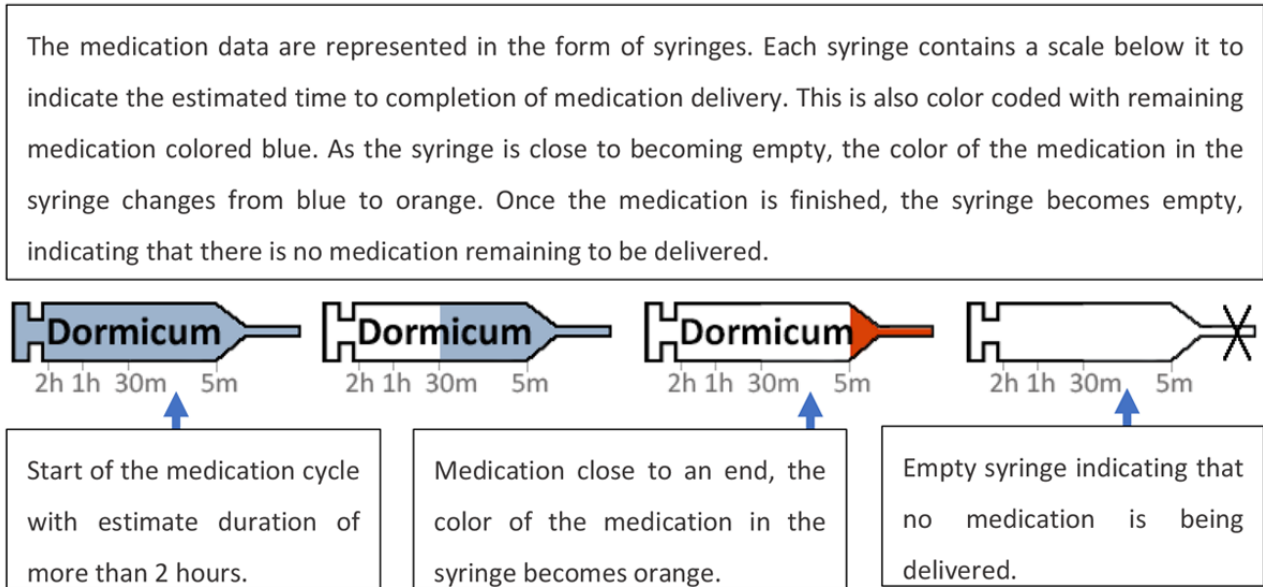 The medication data are represented in the form of syringes. Each syringe contains a scale below it to
indicate the estimated time to completion of medication delivery. This is also color coded with remaining
medication colored blue. As the syringe is close to becoming empty, the color of the medication in the
syringe changes from blue to orange. Once the medication is finished, the syringe becomes empty,
indicating that there is no medication remaining to be delivered.
Dormicum
2h 1h 30m 5m
Dormicum
2h 1h 30m 5m
Dormicum
2h 1h 30m 5m
2h 1h 30m 5m
Start of the medication cycle
with estimate duration of
more than 2 hours.
Medication close to an end, the
color of the medication in the
syringe becomes orange.
Empty syringe indicating that
no medication is being
delivered.